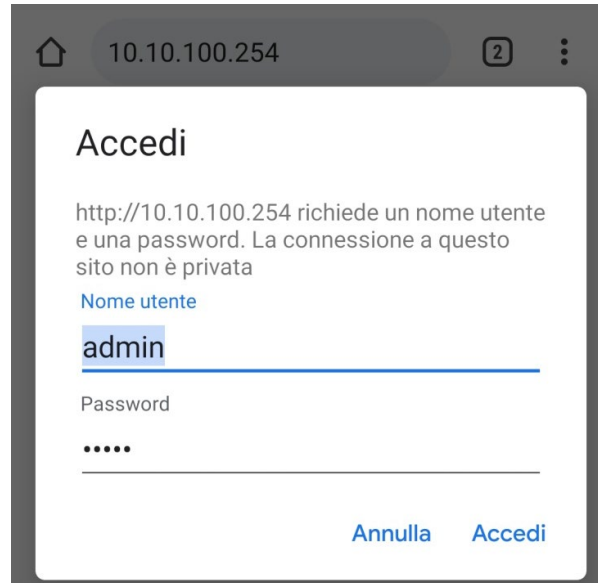 10.10.100.254
2
Accedi
http://10.10.100.254 richiede un nome utente
e una password. La connessione a questo
sito non è privata
Nome utente
admin
Password
•••••
Annulla
Accedi